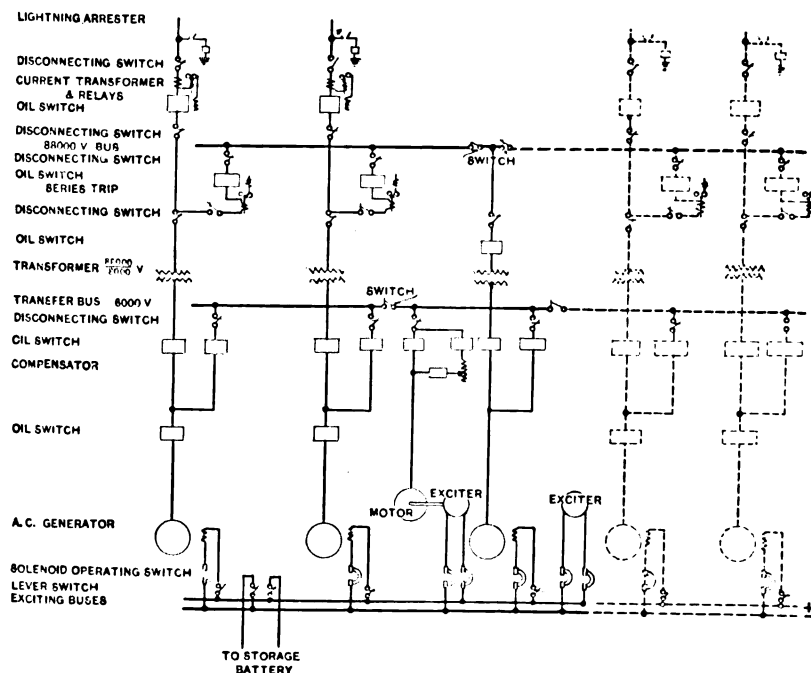 LIGHTNING ARRESTER
DISCONNECTING SWITCH
CURRENT TRANSFORMER
& RELAYS
OIL SWITCH
DISCONNECTING SWITCH
88000 V BUS
DISCONNECTING SWITCH
SWITCH
OIL SWITCH
SERIES TRIP
DISCONNECTING SWITCH
OIL SWITCH
TRANSFORMER V
SWITCH
TRANSFER BUS 6000 V
DISCONNECTING SWITCH
OIL SWITCH
COMPENSATOR
OIL SWITCH
MOTOR
EXCITER
EXCITER
A.C. GENERATOR
SOLENOID OPERATING SWITCH
LEVER SWITCH
EXCITING BUSES
TO STORAGE
BATTERY